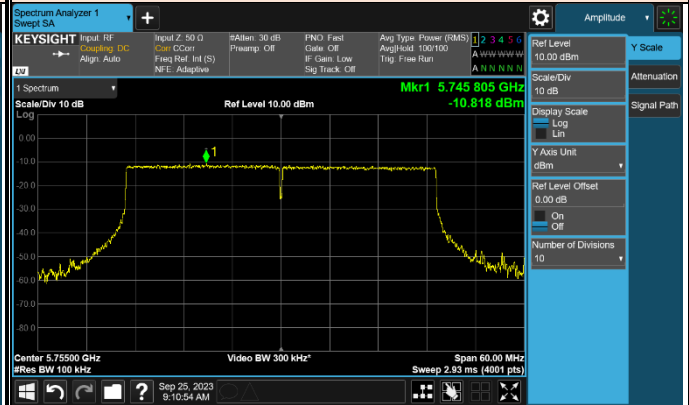 Spectrum Analyzer 1
Swept SA
Amplitude
KEYSIGHT
Input: RF
Coupling: DC
Align: Auto
Input Z: 50 Ω
Corr CCorr
Freq Ref: Int (S)
NFE: Adaptive
#Atten: 30 dB
Preamp: Off
PNO: Fast
Gate: Off
IF Gain: Low
Sig Track: Off
Avg Type: Power (RMS)
Avg|Hold: 100/100
Trig: Free Run
1 2 3 4 5 6
A W W W W W
A N N N N N
LXI
1 Spectrum
Scale/Div 10 dB
Ref Level 10.00 dBm
Mkr1 5.745 805 GHz
-10.818 dBm
Log
0.00
-10.0
-20.0
-30.0
-40.0
-50.0
-60.0
-70.0
-80.0
1
Center 5.75500 GHz
#Res BW 100 kHz
Video BW 300 kHz*
Span 60.00 MHz
Sweep 2.93 ms (4001 pts)
Ref Level
10.00 dBm
Scale/Div
10 dB
Display Scale
Log
Lin
Y Axis Unit
dBm
Ref Level Offset
0.00 dB
On
Off
Number of Divisions
10
Y Scale
Attenuation
Signal Path
?
Sep 25, 2023
9:10:54 AM